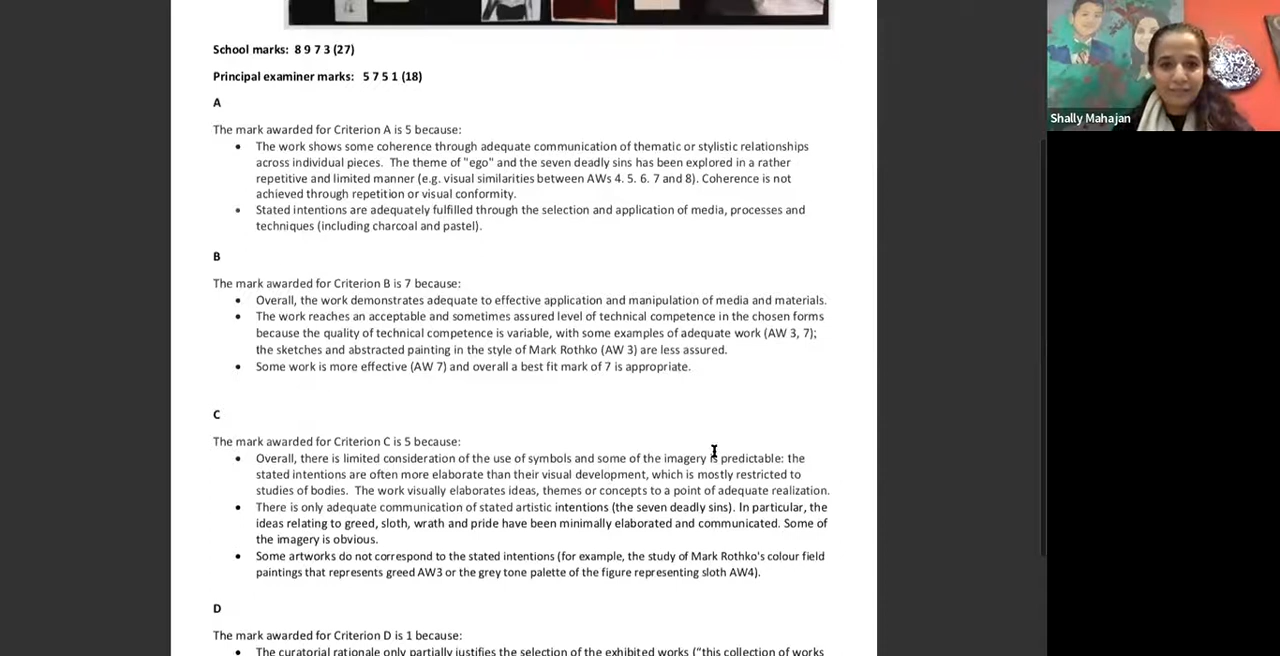 School marks: 8 9 7 3 (27)
Principal examiner marks: 5 7 5 1 (18)
A
The mark awarded for Criterion A is 5 because:
• The work shows some coherence through adequate communication of thematic or stylistic relationships
across individual pieces. The theme of "ego" and the seven deadly sins has been explored in a rather
repetitive and limited manner (e.g. visual similarities between AWs 4. 5. 6. 7 and 8). Coherence is not
achieved through repetition or visual conformity.
• Stated intentions are adequately fulfilled through the selection and application of media, processes and
techniques (including charcoal and pastel).
B
The mark awarded for Criterion B is 7 because:
• Overall, the work demonstrates adequate to effective application and manipulation of media and materials.
• The work reaches an acceptable and sometimes assured level of technical competence in the chosen forms
because the quality of technical competence is variable, with some examples of adequate work (AW 3, 7);
the sketches and abstracted painting in the style of Mark Rothko (AW 3) are less assured.
• Some work is more effective (AW 7) and overall a best fit mark of 7 is appropriate.
C
The mark awarded for Criterion C is 5 because:
• Overall, there is limited consideration of the use of symbols and some of the imagery is predictable: the
stated intentions are often more elaborate than their visual development, which is mostly restricted to
studies of bodies. The work visually elaborates ideas, themes or concepts to a point of adequate realization.
• There is only adequate communication of stated artistic intentions (the seven deadly sins). In particular, the
ideas relating to greed, sloth, wrath and pride have been minimally elaborated and communicated. Some of
the imagery is obvious.
• Some artworks do not correspond to the stated intentions (for example, the study of Mark Rothko's colour field
paintings that represents greed AW3 or the grey tone palette of the figure representing sloth AW4).
D
The mark awarded for Criterion D is 1 because:
• The curatorial rationale only partially justifies the selection of the exhibited works ("this collection of works
Shally Mahajan